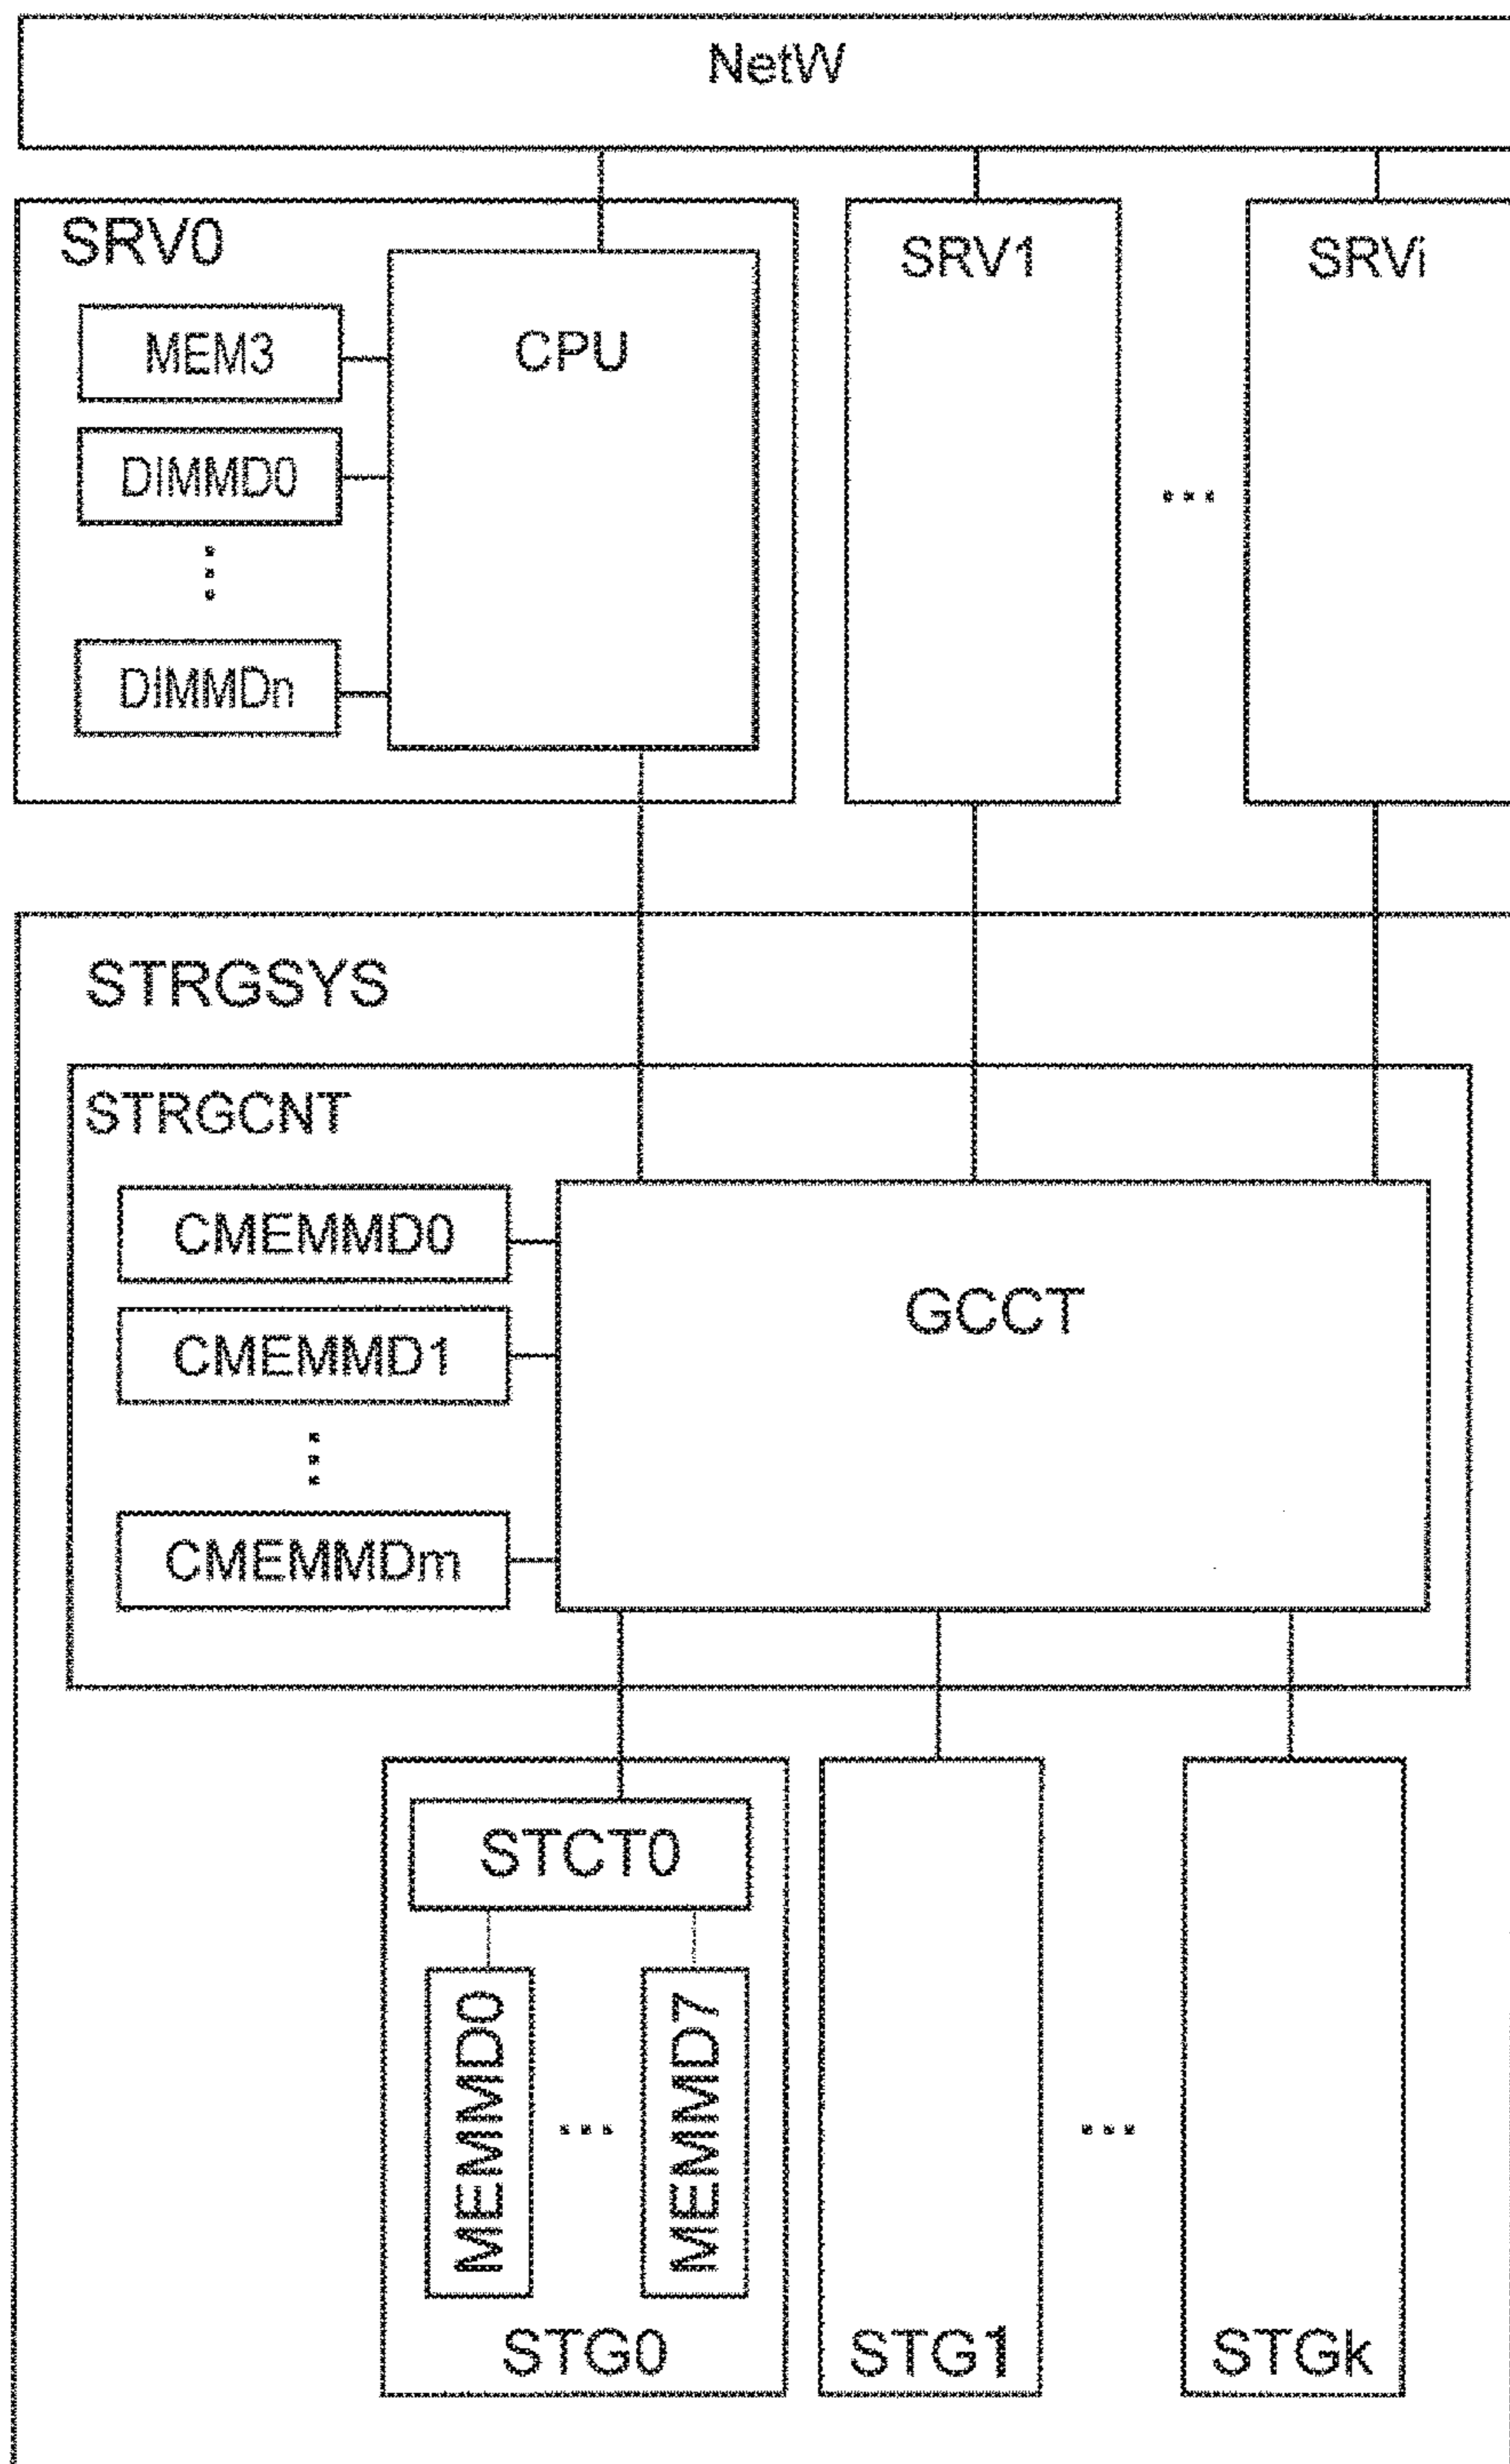 NetW
SRV0
MEM3
DIMMD0
DIMMDn
CPU
SRV1
...
SRVi
STRGSYS
STRGCNT
CMEMMD0
CMEMMD1
CMEMMDm
GCCT
STCT0
MEMMD0
...
MEMMD7
STG0
STG1
...
STGk